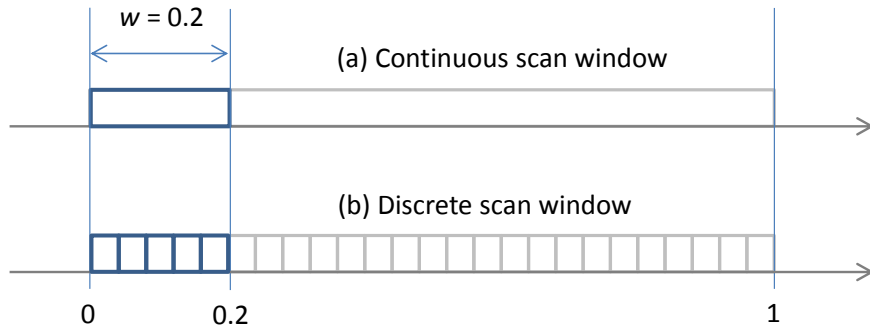 w = 0.2
(a) Continuous scan window
(b) Discrete scan window
0 0.2 1